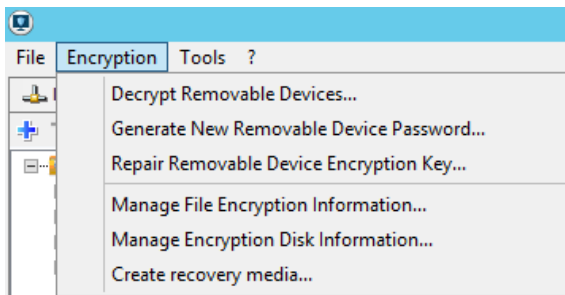 File Encryption Tools ?
Decrypt Removable Devices...
Generate New Removable Device Password...
Repair Removable Device Encryption Key...
Manage File Encryption Information...
Manage Encryption Disk Information...
Create recovery media...